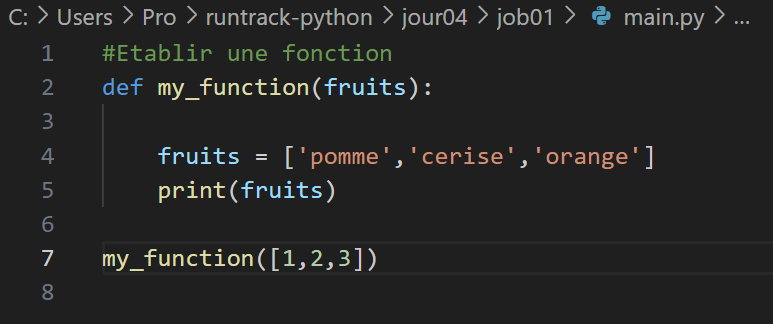 C: > Users > Pro > runtrack-python > jour04 > job01 > main.py > ...
1 #Etablir une fonction
2 def my_function(fruits):
3
4 fruits = ['pomme','cerise','orange']
5 print(fruits)
6
7 my_function([1,2,3])
8